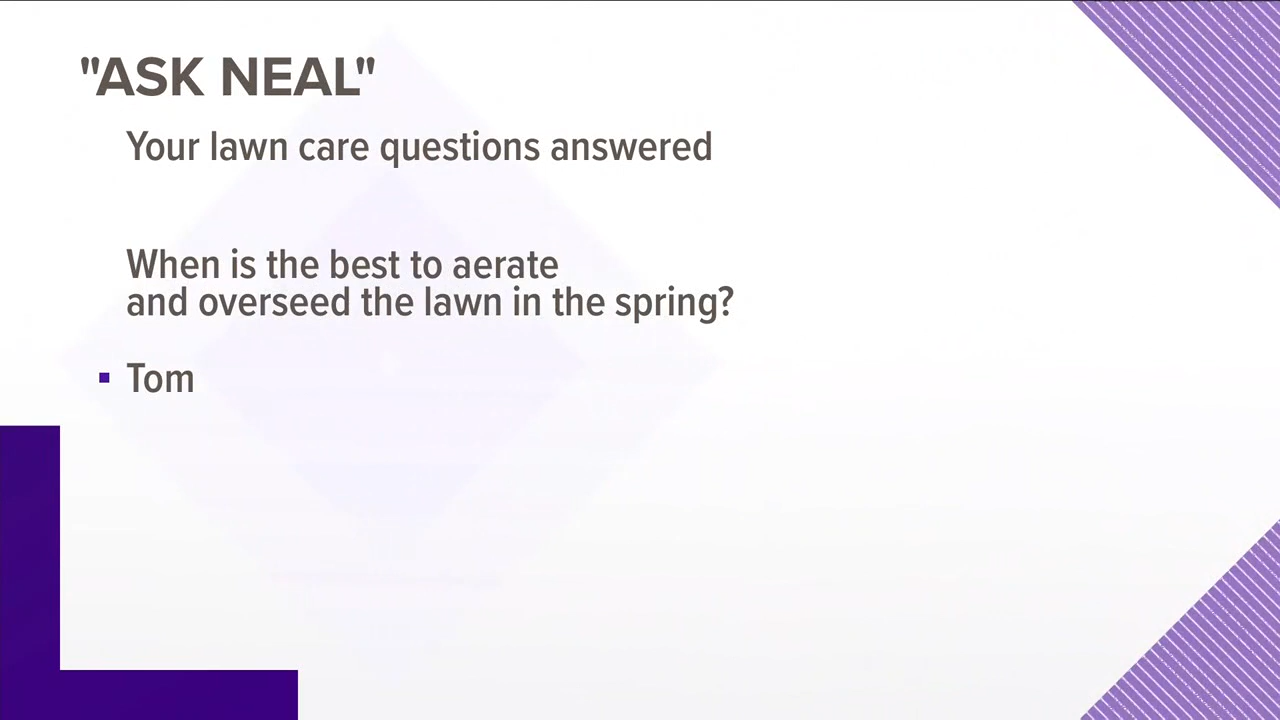 "ASK NEAL"
Your lawn care questions answered
When is the best to aerate
and overseed the lawn in the spring?
Tom